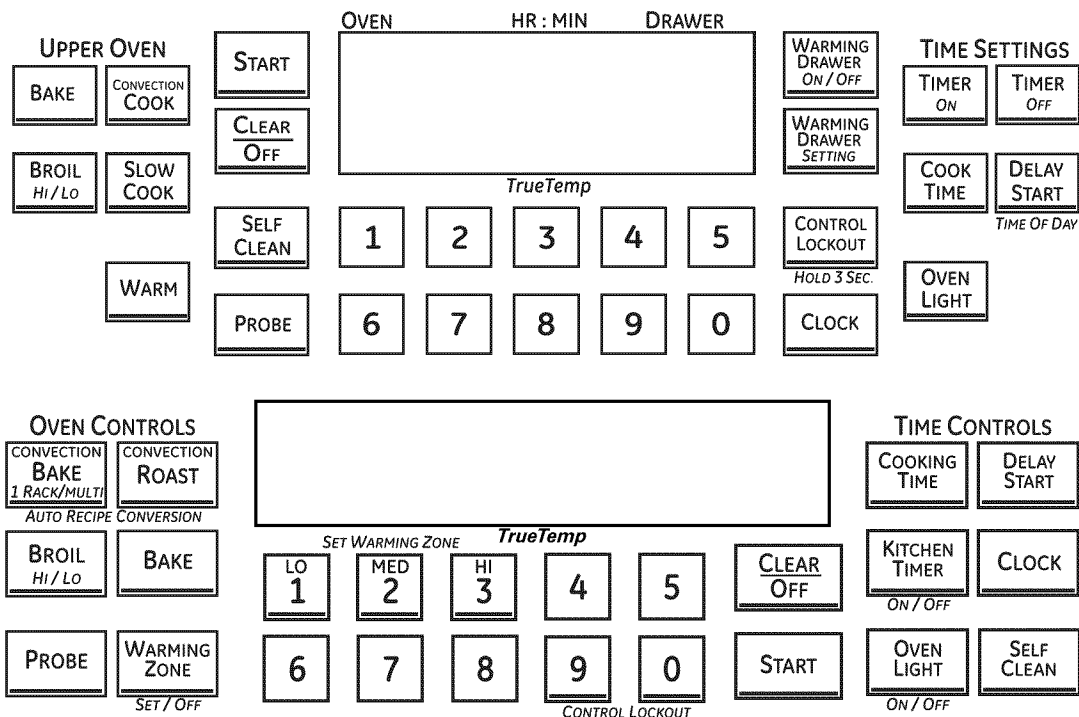 OVEN HR : MIN DRAWER
UPPER OVEN
BAKE
CONVECTION
COOK
BROIL
HI / LO
SLOW
COOK
WARM
START
CLEAR
OFF
SELF
CLEAN
PROBE
TrueTemp
1 2 3 4 5
6 7 8 9 0
WARMING
DRAWER
ON / OFF
WARMING
DRAWER
SETTING
CONTROL
LOCKOUT
HOLD 3 SEC.
CLOCK
TIME SETTINGS
TIMER
ON
TIMER
OFF
COOK
TIME
DELAY
START
TIME OF DAY
OVEN
LIGHT
OVEN CONTROLS
CONVECTION
BAKE
1 RACK/MULTI
CONVECTION
ROAST
AUTO RECIPE CONVERSION
BROIL
HI / LO
BAKE
PROBE
WARMING
ZONE
SET / OFF
SET WARMING ZONE TrueTemp
LO MED HI
1 2 3 4 5
6 7 8 9 0
CONTROL LOCKOUT
CLEAR
OFF
START
TIME CONTROLS
COOKING
TIME
DELAY
START
KITCHEN
TIMER
ON / OFF
CLOCK
OVEN
LIGHT
ON / OFF
SELF
CLEAN